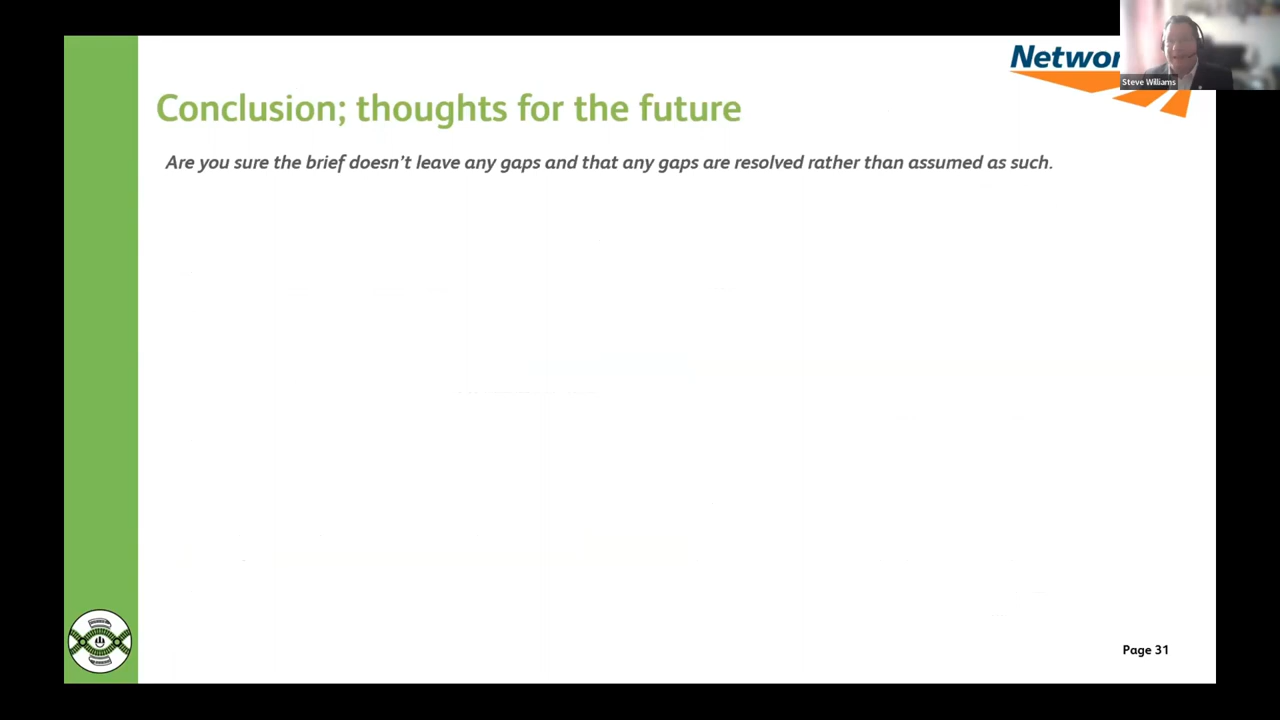 Networ
Steve Williams
Conclusion; thoughts for the future
Are you sure the brief doesn’t leave any gaps and that any gaps are resolved rather than assumed as such.
Page 31